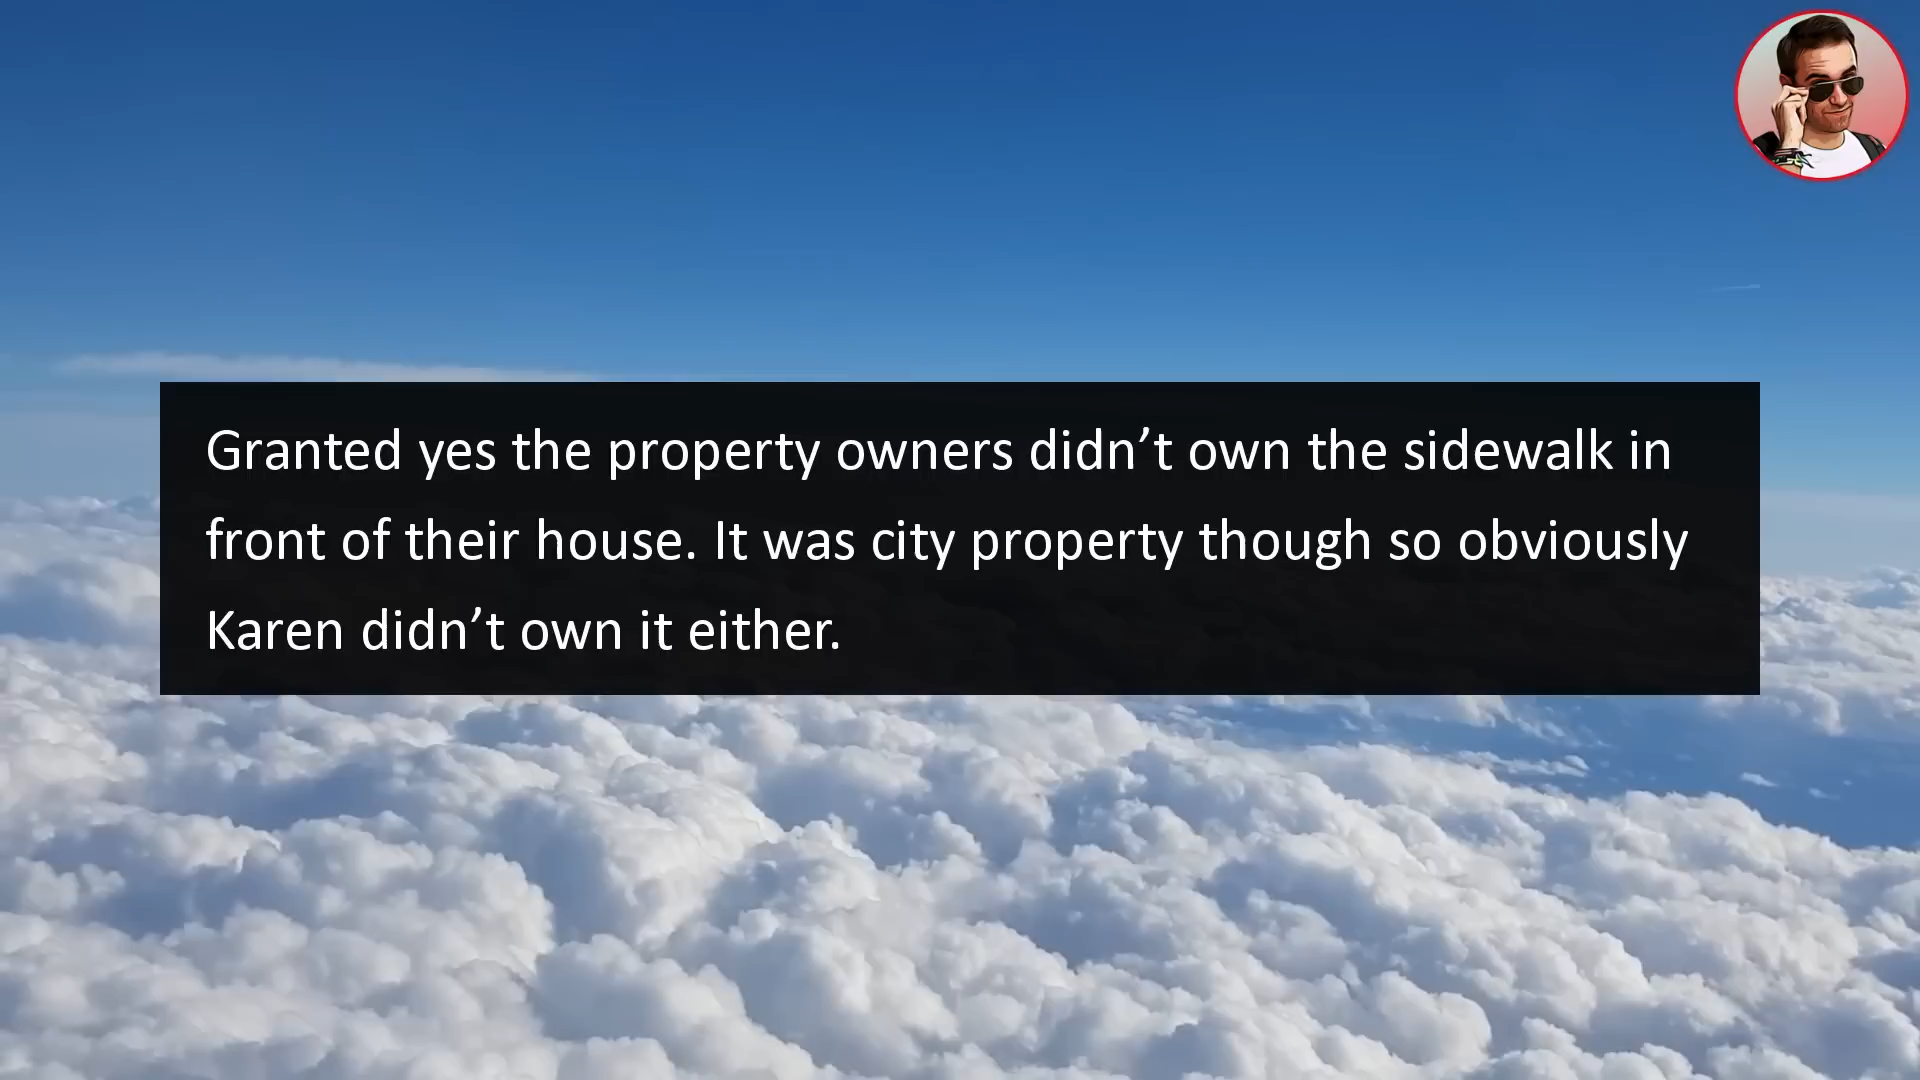 Granted yes the property owners didn’t own the sidewalk in
front of their house. It was city property though so obviously
Karen didn’t own it either.